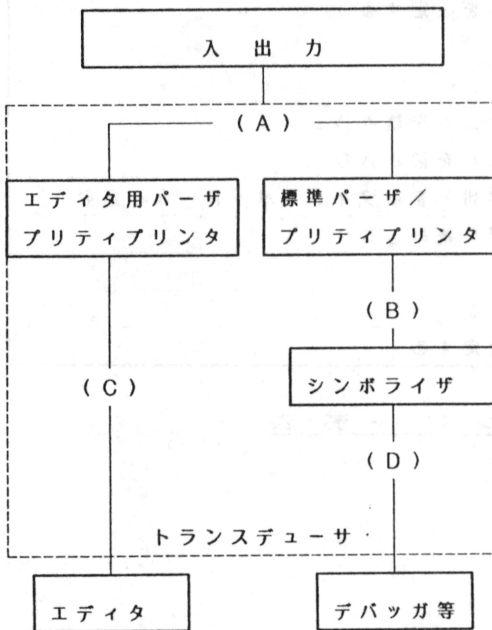 入出力
(A)
エディタ用パーザ
プリティプリンタ
標準パーザ/
プリティプリンタ
(B)
シンボライザ
(C)
(D)
トランスデューサ
エディタ
デバッガ等